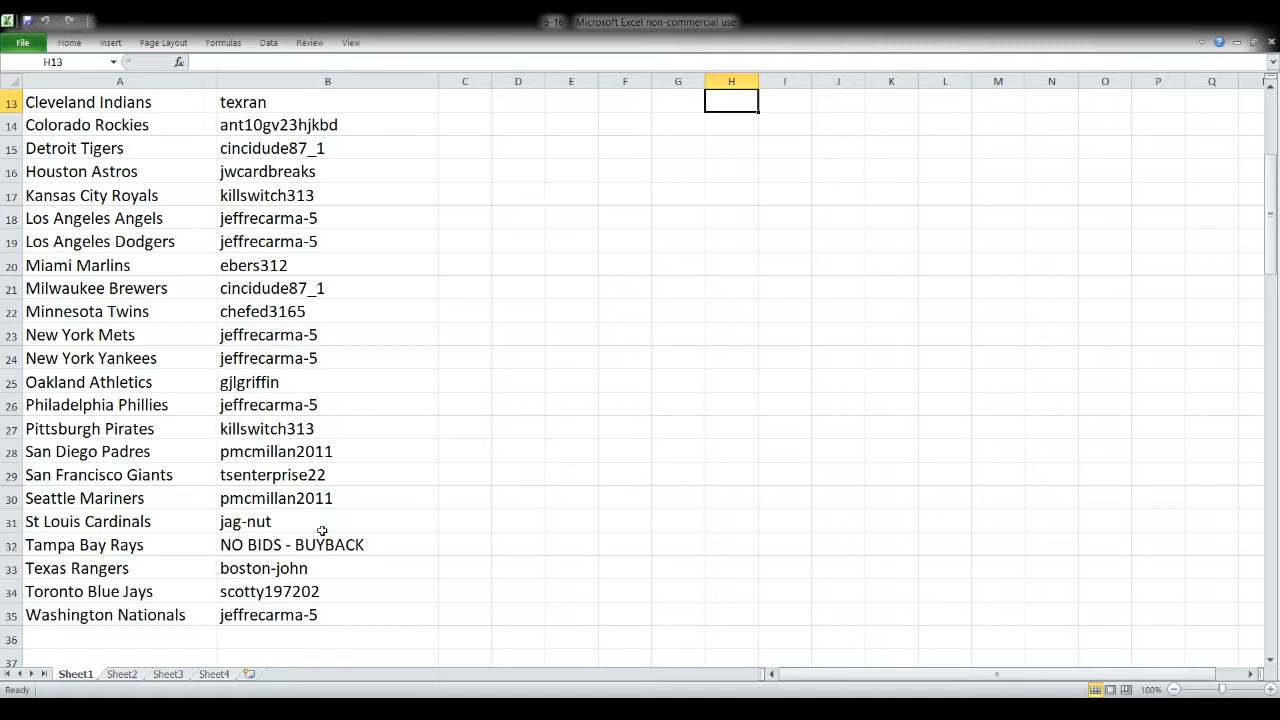 5-16 Microsoft Excel non-commercial use
File Home Insert Page Layout Formulas Data Review View
H13 fx
A B C D E F G H I J K L M N O P Q
13 Cleveland Indians texran
14 Colorado Rockies ant10gv23hjkbd
15 Detroit Tigers cincidude87_1
16 Houston Astros jwcardbreaks
17 Kansas City Royals killswitch313
18 Los Angeles Angels jeffrecarma-5
19 Los Angeles Dodgers jeffrecarma-5
20 Miami Marlins ebers312
21 Milwaukee Brewers cincidude87_1
22 Minnesota Twins chefed3165
23 New York Mets jeffrecarma-5
24 New York Yankees jeffrecarma-5
25 Oakland Athletics gjlgriffin
26 Philadelphia Phillies jeffrecarma-5
27 Pittsburgh Pirates killswitch313
28 San Diego Padres pmcmillan2011
29 San Francisco Giants tsenterprise22
30 Seattle Mariners pmcmillan2011
31 St Louis Cardinals jag-nut
32 Tampa Bay Rays NO BIDS - BUYBACK
33 Texas Rangers boston-john
34 Toronto Blue Jays scotty197202
35 Washington Nationals jeffrecarma-5
36
37
Sheet1 Sheet2 Sheet3 Sheet4
Ready 100%